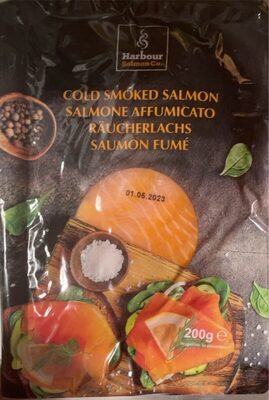 Harbour
Salmon Co.
COLD SMOKED SALMON
SALMONE AFFUMICATO
RÄUCHERLACHS
SAUMON FUMÉ
01.06.2023
200g e